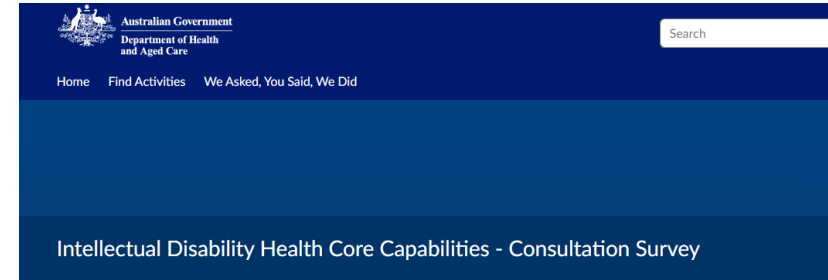 Australian Government
Department of Health
and Aged Care
Search
Home Find Activities We Asked, You Said, We Did
Intellectual Disability Health Core Capabilities - Consultation Survey